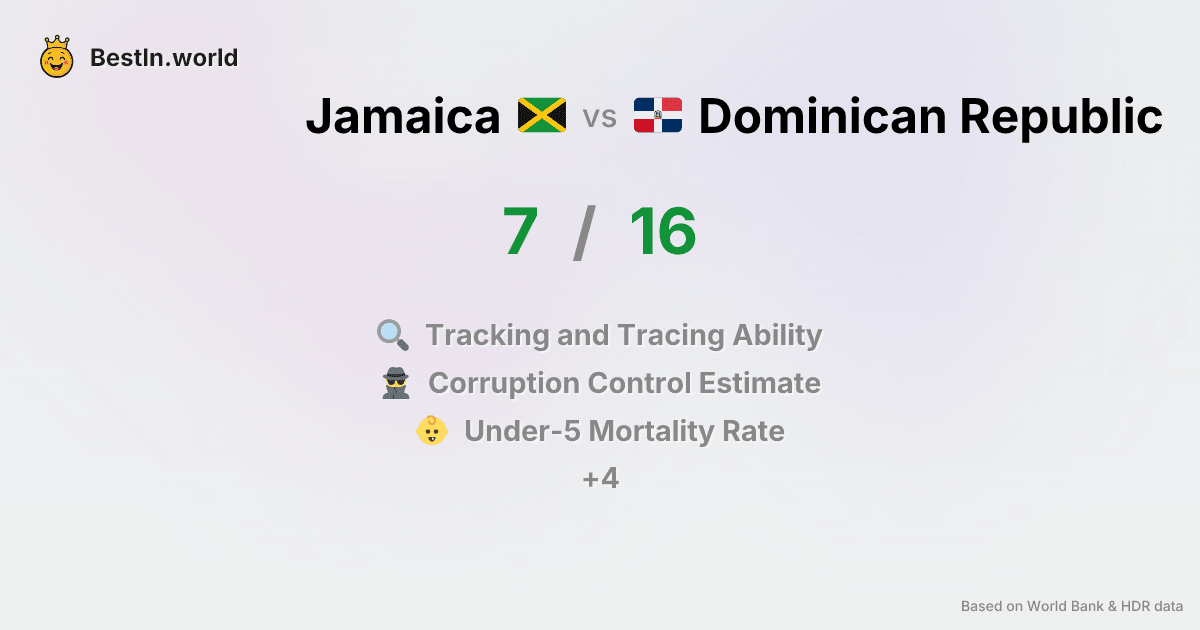 BestIn.world
Jamaica vs Dominican Republic
7 / 16
Tracking and Tracing Ability
Corruption Control Estimate
Under-5 Mortality Rate
+4
Based on World Bank & HDR data